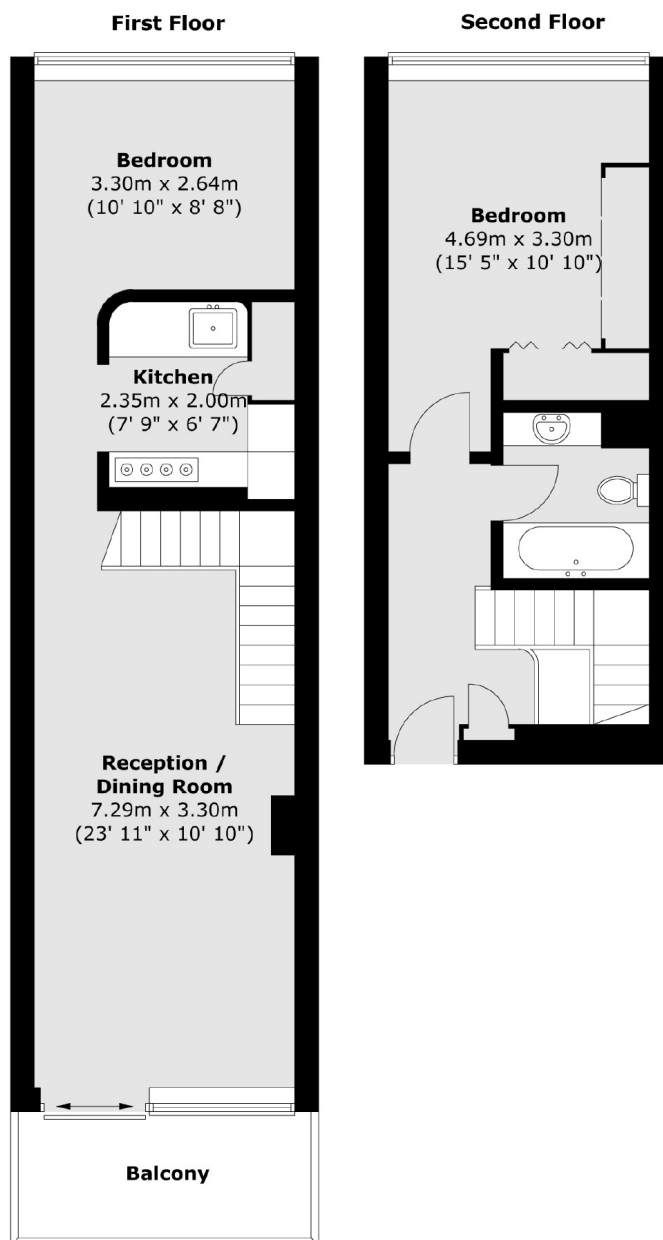 First Floor
Bedroom
3.30m x 2.64m
(10' 10" x 8' 8")
Kitchen
2.35m x 2.00m
(7' 9" x 6' 7")
Reception /
Dining Room
7.29m x 3.30m
(23' 11" x 10' 10")
Balcony
Second Floor
Bedroom
4.69m x 3.30m
(15' 5" x 10' 10")